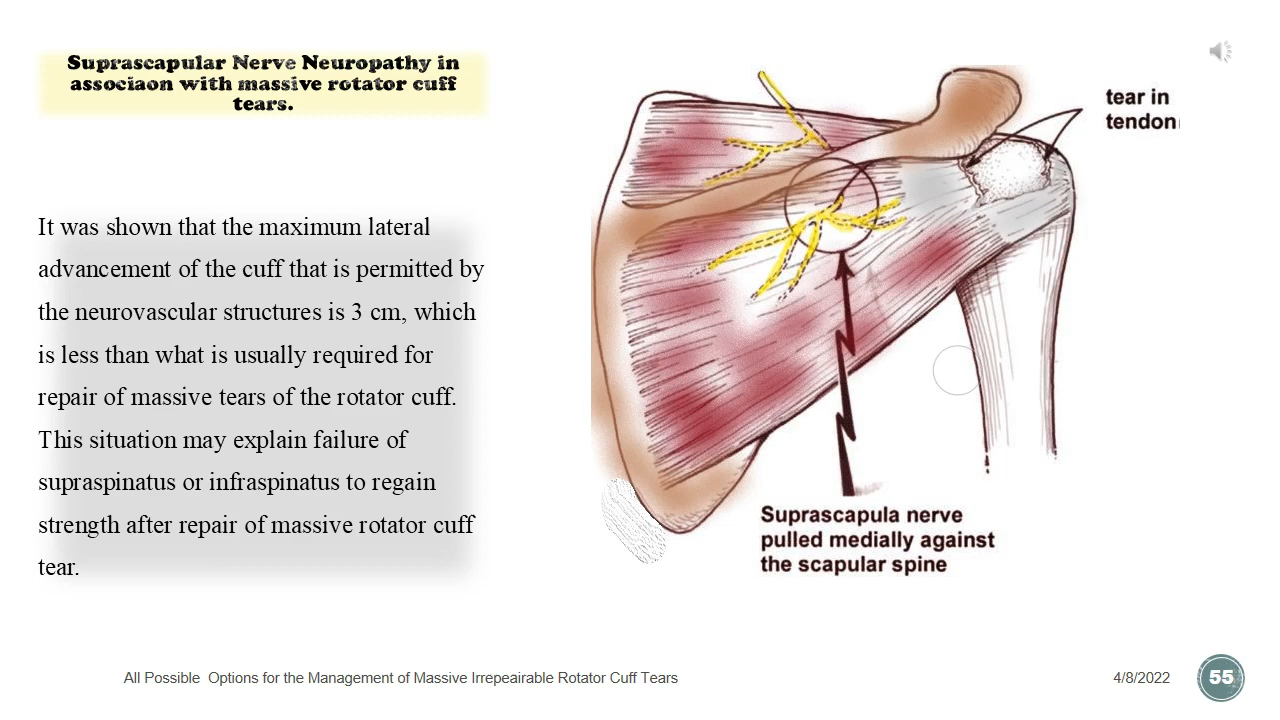 Suprascapular Nerve Neuropathy in
associaon with massive rotator cuff
tears.
It was shown that the maximum lateral
advancement of the cuff that is permitted by
the neurovascular structures is 3 cm, which
is less than what is usually required for
repair of massive tears of the rotator cuff.
This situation may explain failure of
supraspinatus or infraspinatus to regain
strength after repair of massive rotator cuff
tear.
tear in
tendon
Suprascapula nerve
pulled medially against
the scapular spine
All Possible Options for the Management of Massive Irrepeairable Rotator Cuff Tears
4/8/2022
55